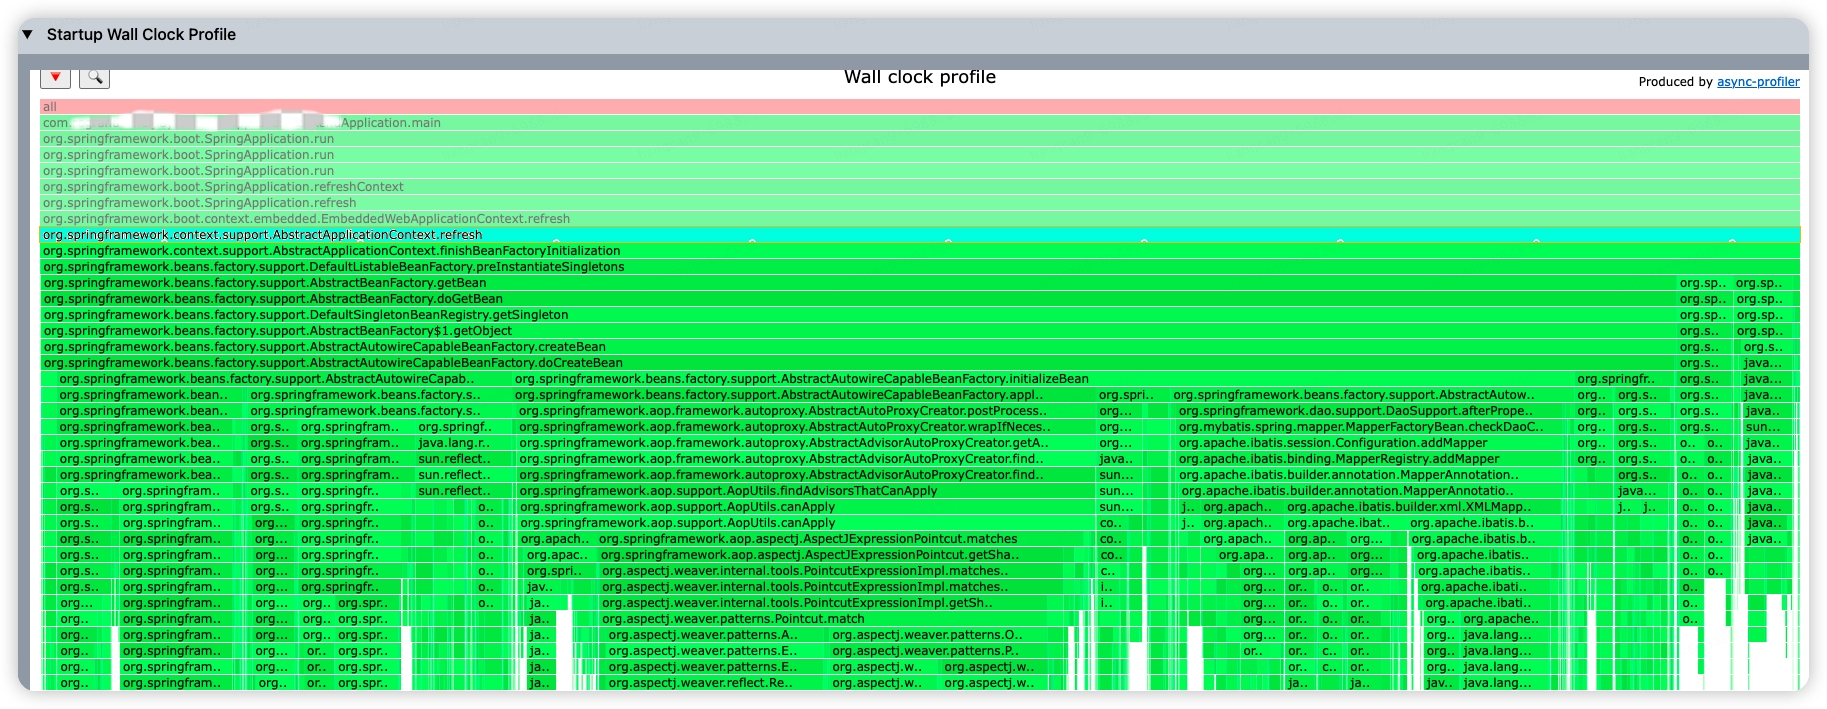 ▼ Startup Wall Clock Profile
Wall clock profile
Produced by async-profiler
all
com. Application.main
org.springframework.boot.SpringApplication.run
org.springframework.boot.SpringApplication.run
org.springframework.boot.SpringApplication.run
org.springframework.boot.SpringApplication.refreshContext
org.springframework.boot.SpringApplication.refresh
org.springframework.boot.context.embedded.EmbeddedWebApplicationContext.refresh
org.springframework.context.support.AbstractApplicationContext.refresh
org.springframework.context.support.AbstractApplicationContext.finishBeanFactoryInitialization
org.springframework.beans.factory.support.DefaultListableBeanFactory.preInstantiateSingletons
org.springframework.beans.factory.support.AbstractBeanFactory.getBean org.sp.. org.sp..
org.springframework.beans.factory.support.AbstractBeanFactory.doGetBean org.sp.. org.sp..
org.springframework.beans.factory.support.DefaultSingletonBeanRegistry.getSingleton org.sp.. org.sp..
org.springframework.beans.factory.support.AbstractBeanFactory$1.getObject org.s.. org.sp..
org.springframework.beans.factory.support.AbstractAutowireCapableBeanFactory.createBean org.s.. org.s..
org.springframework.beans.factory.support.AbstractAutowireCapableBeanFactory.doCreateBean org.s.. java...
org.springframework.beans.factory.support.AbstractAutowireCapab.. org.springframework.beans.factory.support.AbstractAutowireCapableBeanFactory.initializeBean org.springfr.. org.s.. java...
org.springframework.bean.. org.springframework.beans.factory.s.. org.springframework.beans.factory.support.AbstractAutowireCapableBeanFactory.appl.. org.spri.. org.springframework.beans.factory.support.AbstractAutow.. org.. org.s.. org.s.. java...
org.springframework.bean.. org.springframework.beans.factory.s.. org.springframework.aop.framework.autoproxy.AbstractAutoProxyCreator.postProcess.. org... org.springframework.dao.support.DaoSupport.afterPrope.. org.. org.s.. org.s.. java..
org.springframework.bea.. org.s.. org.springfram.. org.springf.. org.springframework.aop.framework.autoproxy.AbstractAutoProxyCreator.wrapIfNeces.. org... org.mybatis.spring.mapper.MapperFactoryBean.checkDaoC.. org.. org.s.. org.s.. sun...
org.springframework.bea.. org.s.. org.springfram.. java.lang.r.. org.springframework.aop.framework.autoproxy.AbstractAdvisorAutoProxyCreator.getA.. org... org.apache.ibatis.session.Configuration.addMapper org.. org.s.. o.. o.. java..
org.springframework.bea.. org.s.. org.springfram.. sun.reflect.. org.springframework.aop.framework.autoproxy.AbstractAdvisorAutoProxyCreator.find.. java.. org.apache.ibatis.binding.MapperRegistry.addMapper org.. org.s.. o.. o.. java..
org.springframework.bea.. org.s.. org.springfram.. sun.reflect.. org.springframework.aop.framework.autoproxy.AbstractAdvisorAutoProxyCreator.find.. sun... org.apache.ibatis.builder.annotation.MapperAnnotation.. org.s.. o.. o.. java..
org.s.. org.springfram.. org.s.. org.springfr.. sun.reflect.. org.springframework.aop.support.AopUtils.findAdvisorsThatCanApply sun... org.apache.ibatis.builder.annotation.MapperAnnotatio.. java... o.. o.. java..
org.s.. org.springfram.. org.s.. org.springfr.. o.. org.springframework.aop.support.AopUtils.canApply sun... j.. org.apach.. org.apache.ibatis.builder.xml.XMLMapp.. j.. j.. o.. o.. java..
org.s.. org.springfram.. org... org.springfr.. o.. org.springframework.aop.support.AopUtils.canApply co.. j.. org.apach.. org.apache.ibat.. org.apache.ibatis.b.. o.. o.. java..
org.s.. org.springfram.. org... org.springfr.. o.. org.apach.. org.springframework.aop.aspectj.AspectJExpressionPointcut.matches co.. org.apach.. org.ap.. org... org.apache.ibatis.b.. o.. o.. java..
org.s.. org.springfram.. org... org.springfr.. o.. org.apac.. org.springframework.aop.aspectj.AspectJExpressionPointcut.getSha.. co.. org.apa.. org.ap.. org... org.apache.ibatis.. o.. o..
org.s.. org.springfram.. org... org.springfr.. o.. org.spri.. org.aspectj.weaver.internal.tools.PointcutExpressionImpl.matches.. c.. org... org.ap.. org... org.apache.ibatis.. o.. o..
org.s.. org.springfram.. org... org.springfr.. o.. jav.. org.aspectj.weaver.internal.tools.PointcutExpressionImpl.matches.. i.. org... or.. o.. or.. org.apache.ibati.. o..
org... org.springfram.. org... org.. org.spr.. o.. ja.. org.aspectj.weaver.internal.tools.PointcutExpressionImpl.getSh.. i.. org... or.. o.. or.. org.apache.ibati.. o..
org... org.springfram.. org... org.. org.spr.. ja.. org.aspectj.weaver.patterns.Pointcut.match org... or.. o.. or.. org.. org.apache.. o..
org.. org.springfram.. org... or.. org.spr.. ja.. org.aspectj.weaver.patterns.A.. org.aspectj.weaver.patterns.O.. org... or.. c.. or.. org.. java.lang...
org.. org.springfram.. org... or.. org.spr.. ja.. org.aspectj.weaver.patterns.E.. org.aspectj.weaver.patterns.P.. or.. or.. c.. or.. org.. java.lang...
org.. org.springfram.. org... or.. org.spr.. ja.. org.aspectj.weaver.patterns.E.. org.aspectj.w.. org.aspectj.w.. or.. c.. or.. org.. java.lang...
org.. org.springfram.. org.. or.. org.spr.. ja.. org.aspectj.weaver.reflect.Re.. org.aspectj.w.. org.aspectj.w.. ja.. ja.. jav.. java.lang...